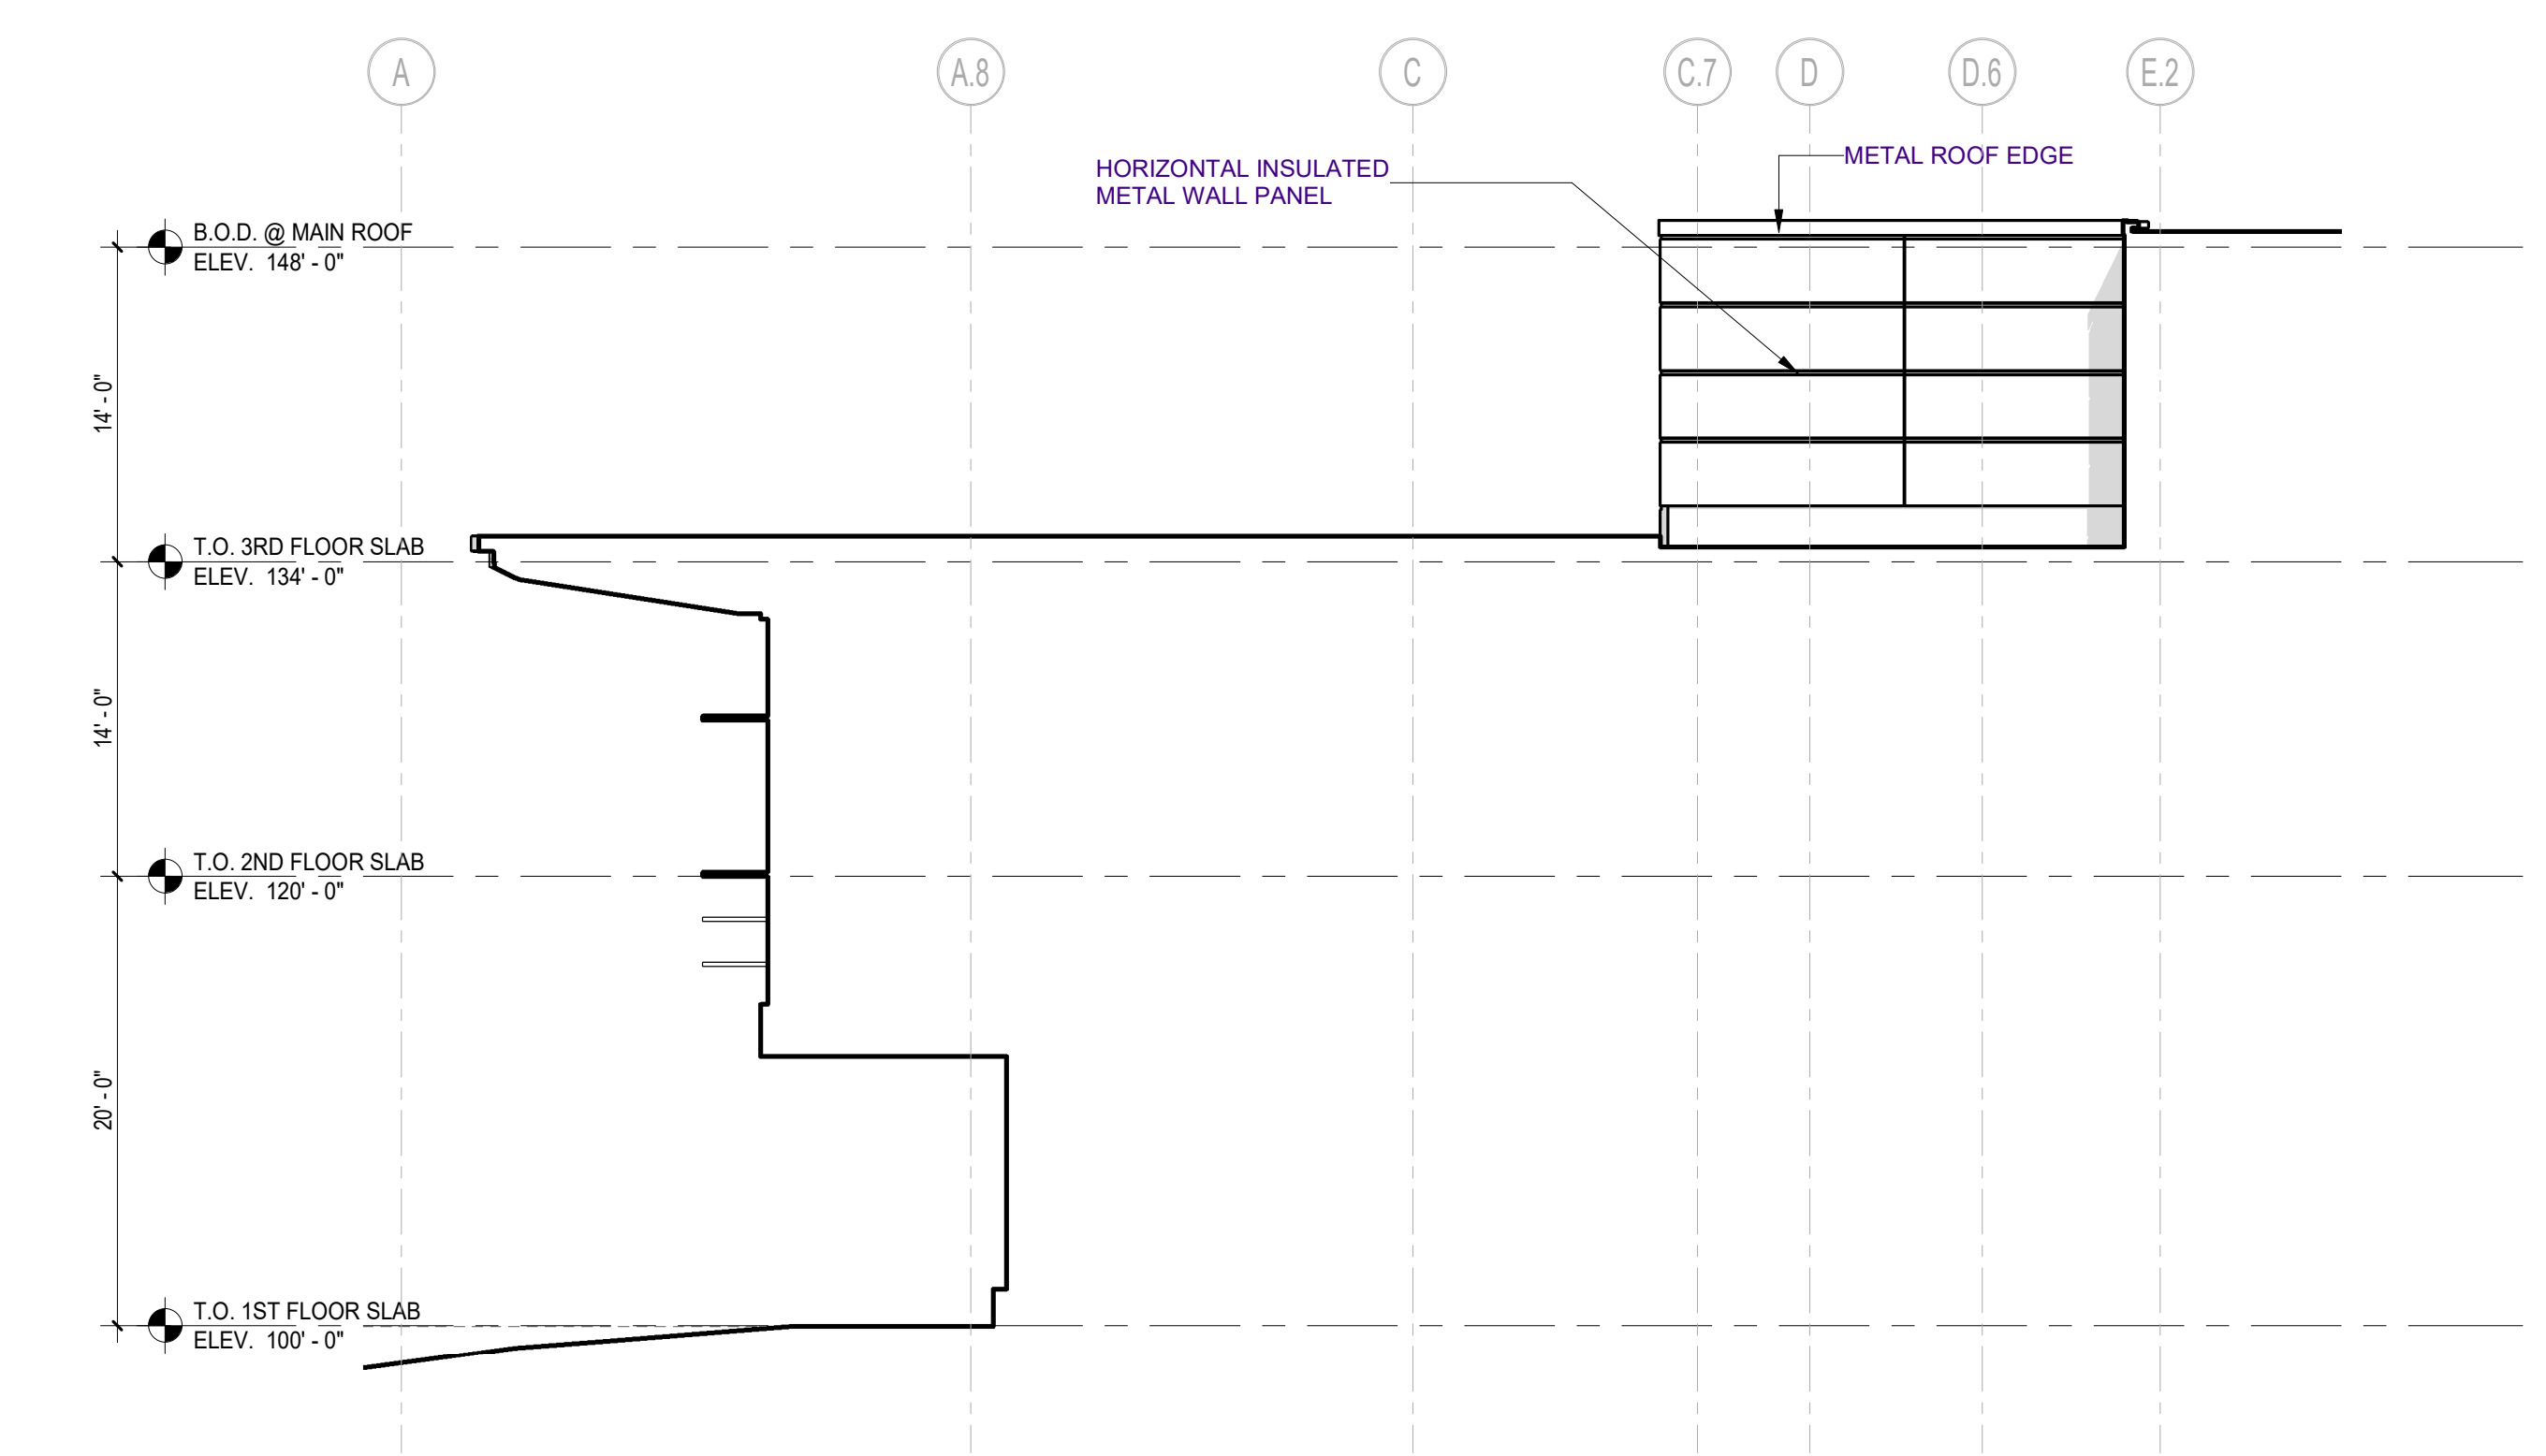 A
A.8
C
C.7
D
D.6
E.2
METAL ROOF EDGE
HORIZONTAL INSULATED
METAL WALL PANEL
B.O.D. @ MAIN ROOF
ELEV.  148' - 0"
14' - 0"
T.O. 3RD FLOOR SLAB
ELEV.  134' - 0"
14' - 0"
T.O. 2ND FLOOR SLAB
ELEV.  120' - 0"
20' - 0"
T.O. 1ST FLOOR SLAB
ELEV.  100' - 0"